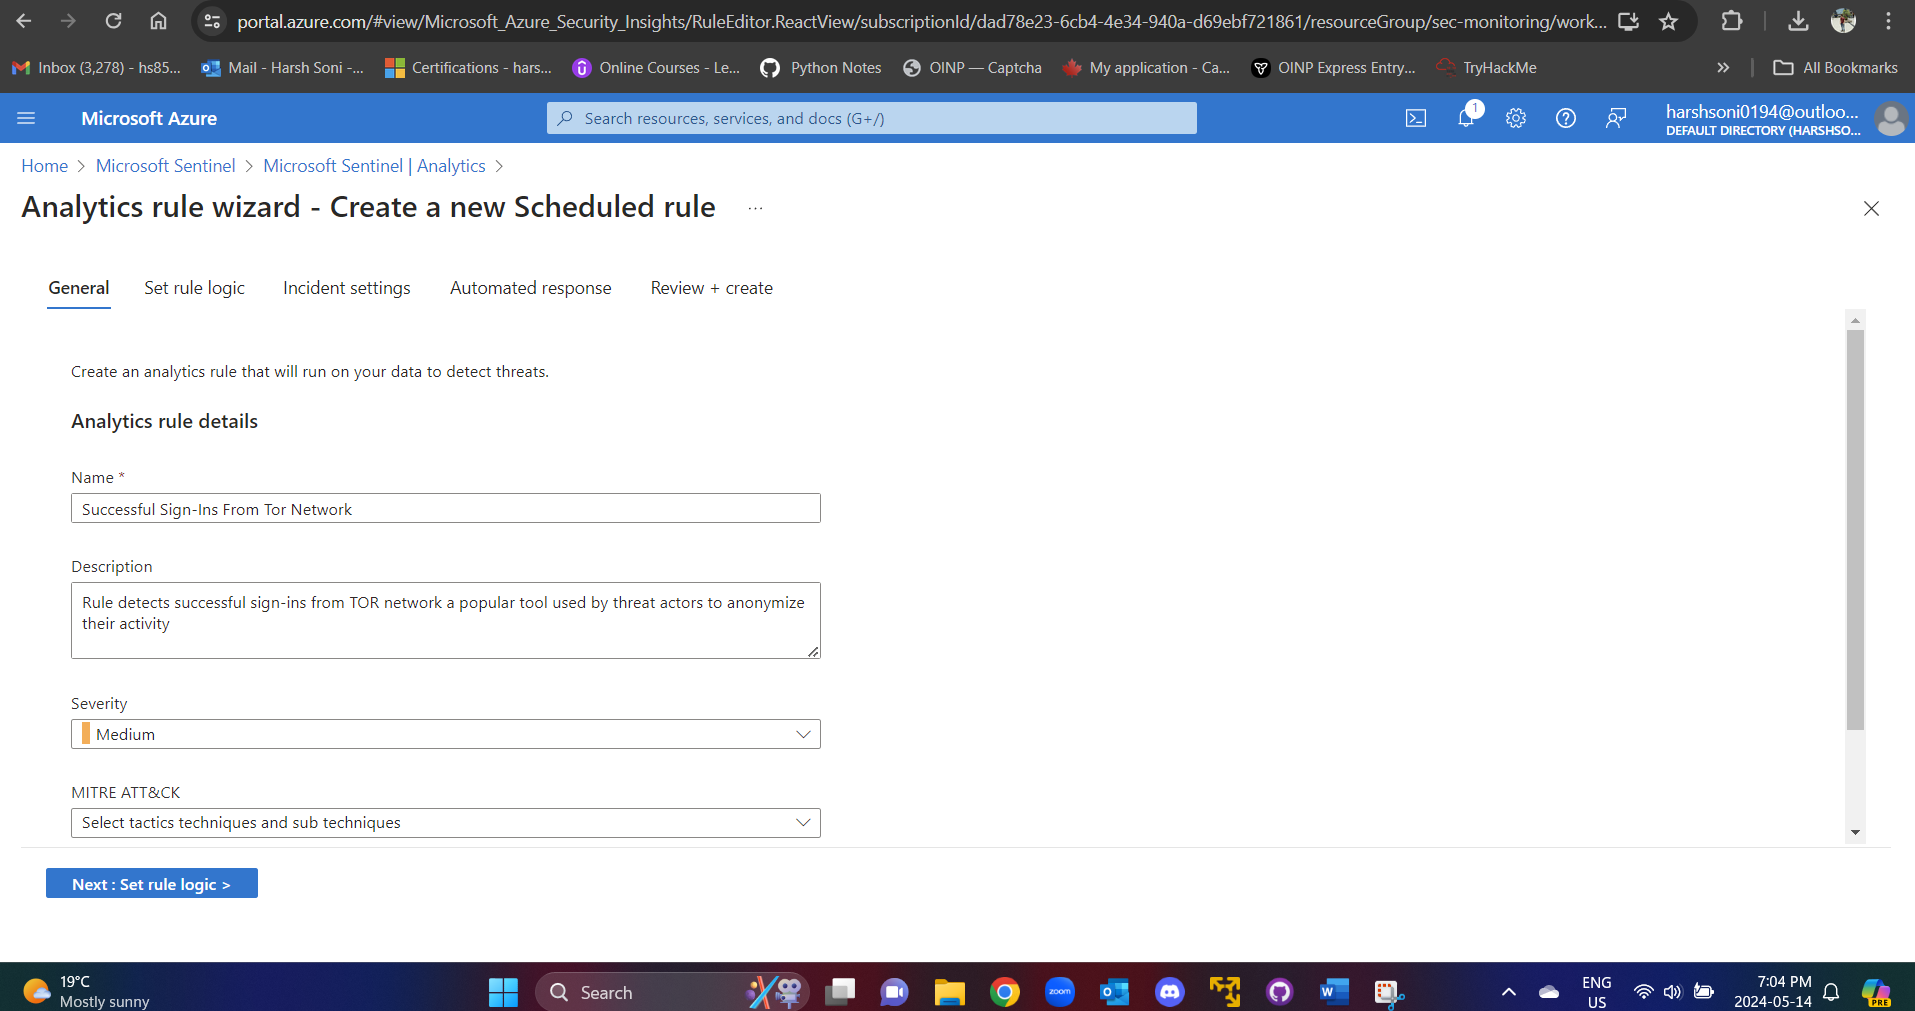 portal.azure.com/#view/Microsoft_Azure_Security_Insights/RuleEditor.ReactView/subscriptionId/dad78e23-6cb4-4e34-940a-d69ebf721861/resourceGroup/sec-monitoring/work...
Inbox (3,278) - hs85... Mail - Harsh Soni -... Certifications - hars... Online Courses - Le... Python Notes OINP — Captcha My application - Ca... OINP Express Entry... TryHackMe » All Bookmarks
Microsoft Azure Search resources, services, and docs (G+/) 1 harshsoni0194@outloo...
DEFAULT DIRECTORY (HARSHSO...
Home > Microsoft Sentinel > Microsoft Sentinel | Analytics >
Analytics rule wizard - Create a new Scheduled rule ...
General Set rule logic Incident settings Automated response Review + create
Create an analytics rule that will run on your data to detect threats.
Analytics rule details
Name *
Successful Sign-Ins From Tor Network
Description
Rule detects successful sign-ins from TOR network a popular tool used by threat actors to anonymize
their activity
Severity
Medium
MITRE ATT&CK
Select tactics techniques and sub techniques
Next : Set rule logic >
19°C
Mostly sunny
Search
zoom
ENG
US
7:04 PM
2024-05-14
PRE